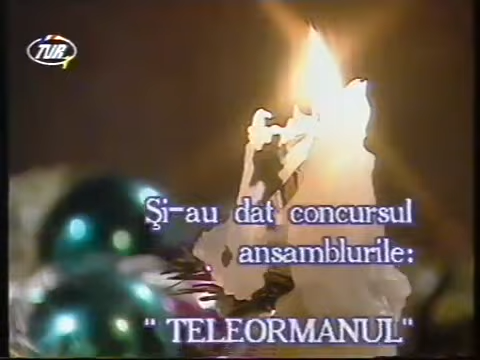 TVR
Şi-au dat concursul
ansamblurile:
" TELEORMANUL"